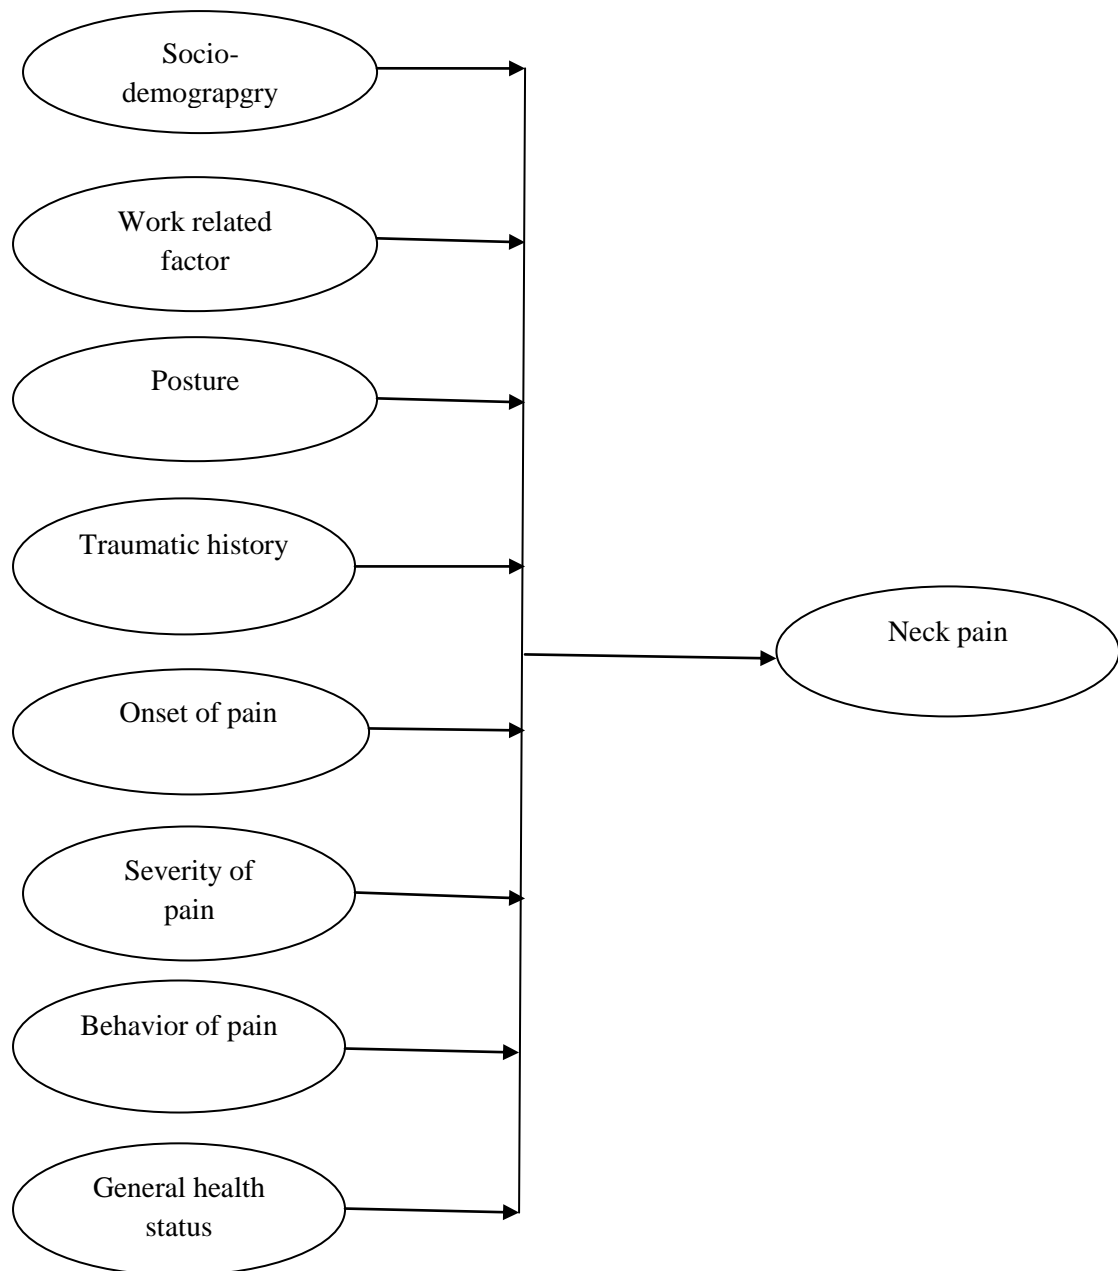 Socio-
demograpgry
Work related
factor
Posture
Traumatic history
Onset of pain
Severity of
pain
Behavior of pain
General health
status
Neck pain